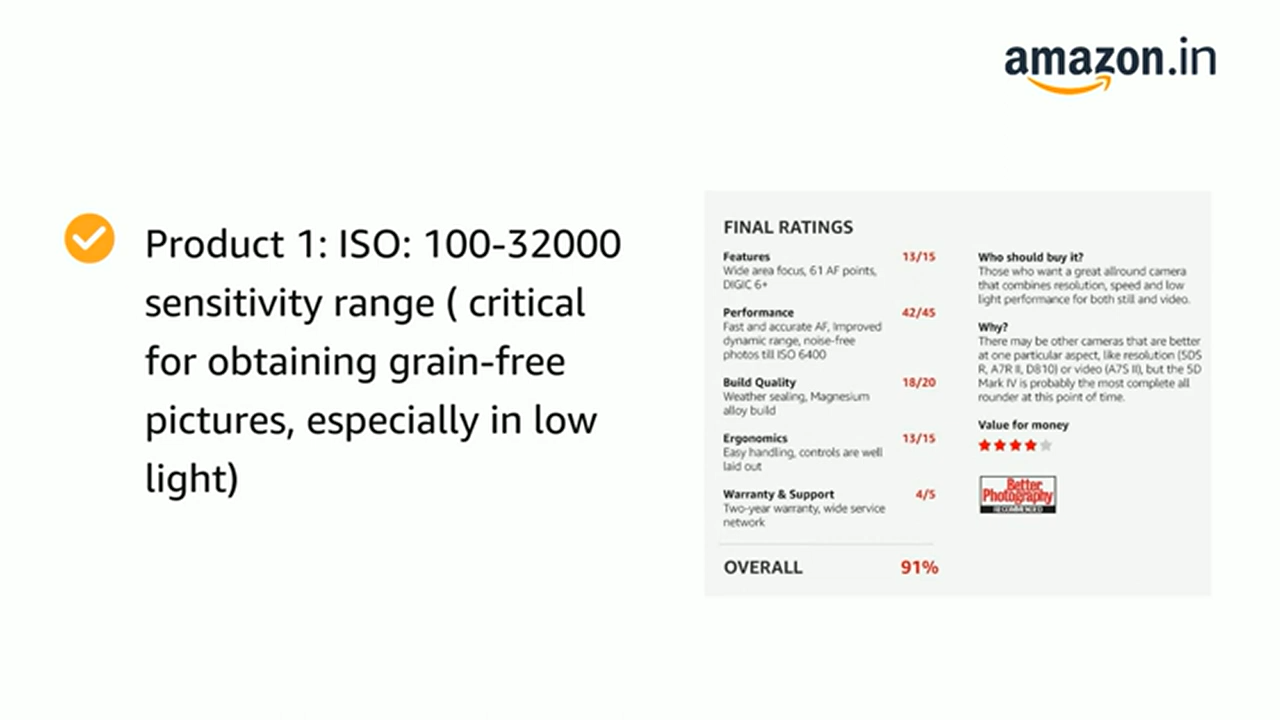 amazon.in
Product 1: ISO: 100-32000
sensitivity range ( critical
for obtaining grain-free
pictures, especially in low
light)
FINAL RATINGS
Features 13/15
Wide area focus, 61 AF points,
DIGIC 6+
Performance 42/45
Fast and accurate AF, Improved
dynamic range, noise-free
photos till ISO 6400
Build Quality 18/20
Weather sealing, Magnesium
alloy build
Ergonomics 13/15
Easy handling, controls are well
laid out
Warranty & Support 4/5
Two-year warranty, wide service
network
OVERALL 91%
Who should buy it?
Those who want a great allround camera
that combines resolution, speed and low
light performance for both still and video.
Why?
There may be other cameras that are better
at one particular aspect, like resolution (5DS
R, A7R II, D810) or video (A7S II), but the 5D
Mark IV is probably the most complete all
rounder at this point of time.
Value for money
Better
Photography
RECOMMENDED